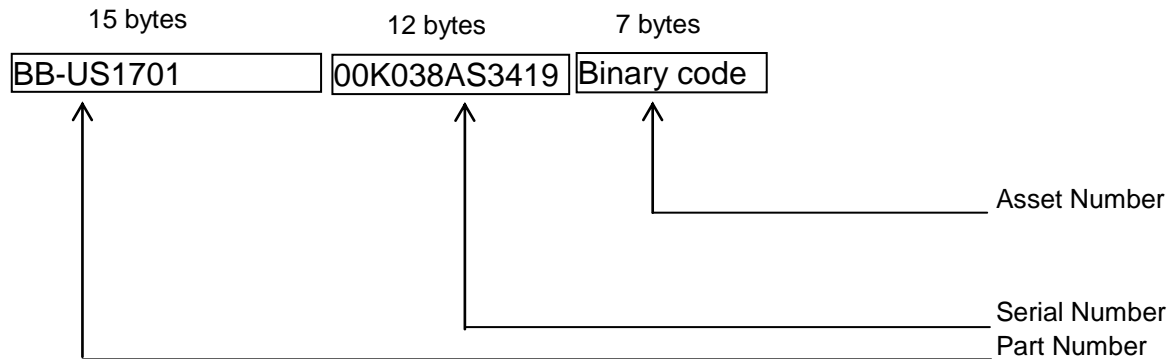 15 bytes 12 bytes 7 bytes
BB-US1701 00K038AS3419 Binary code
Asset Number
Serial Number
Part Number